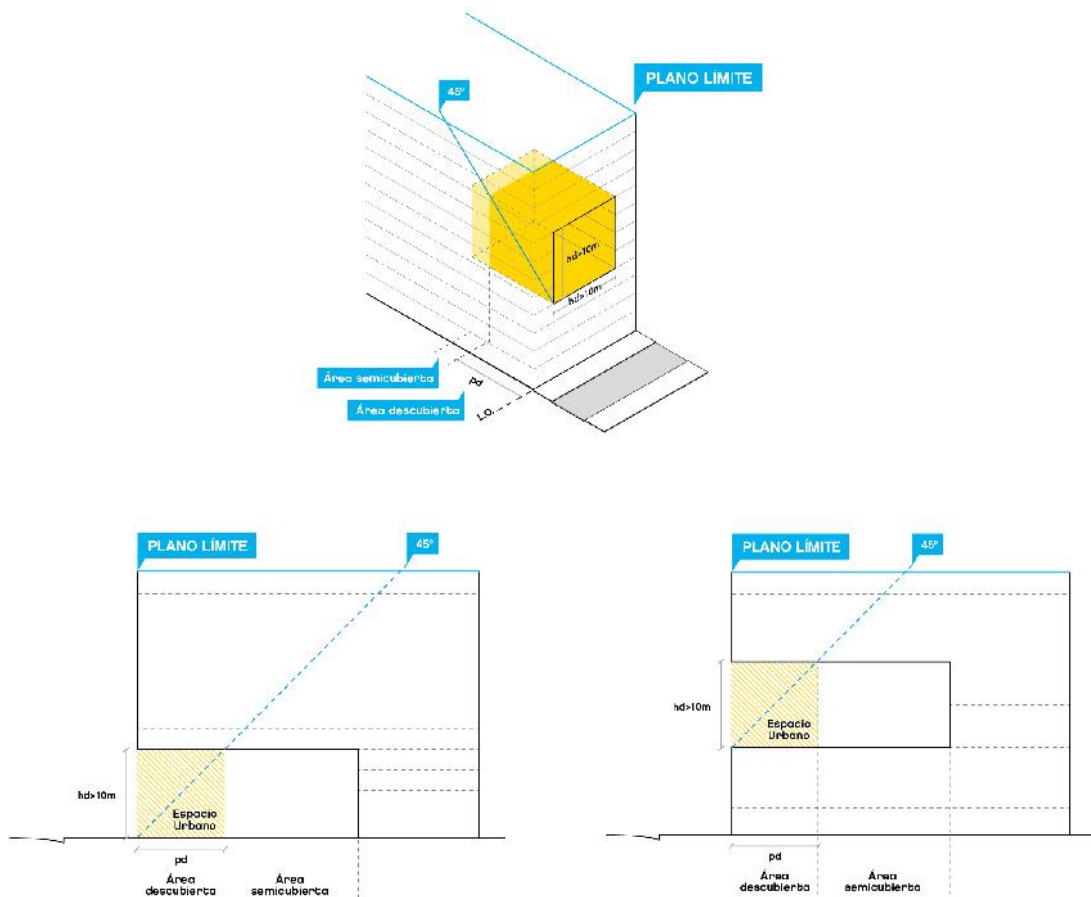 PLANO LÍMITE
45°
hd>10m
hd>10m
Área semicubierta
pd
Área descubierta
L.O.
PLANO LÍMITE
45°
hd>10m
Espacio
Urbano
pd
Área
descubierta
Área
semicubierta
PLANO LÍMITE
45°
hd>10m
Espacio
Urbano
pd
Área
descubierta
Área
semicubierta